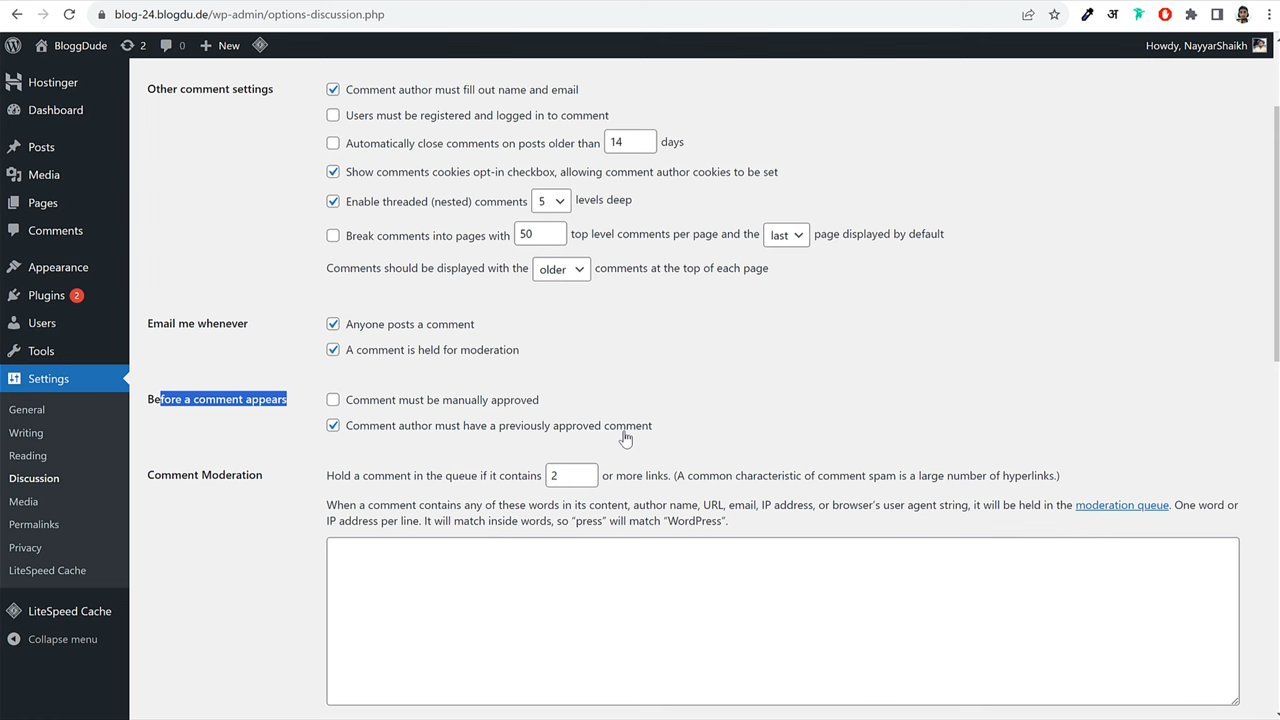 blog-24.blogdu.de/wp-admin/options-discussion.php
अ
BloggDude 2 0 New
Howdy, NayyarShaikh
Hostinger
Dashboard
Posts
Media
Pages
Comments
Appearance
Plugins 2
Users
Tools
Settings
General
Writing
Reading
Discussion
Media
Permalinks
Privacy
LiteSpeed Cache
LiteSpeed Cache
Collapse menu
Other comment settings
Comment author must fill out name and email
Users must be registered and logged in to comment
Automatically close comments on posts older than 14 days
Show comments cookies opt-in checkbox, allowing comment author cookies to be set
Enable threaded (nested) comments 5 levels deep
Break comments into pages with 50 top level comments per page and the last page displayed by default
Comments should be displayed with the older comments at the top of each page
Email me whenever
Anyone posts a comment
A comment is held for moderation
Before a comment appears
Comment must be manually approved
Comment author must have a previously approved comment
Comment Moderation
Hold a comment in the queue if it contains 2 or more links. (A common characteristic of comment spam is a large number of hyperlinks.)
When a comment contains any of these words in its content, author name, URL, email, IP address, or browser’s user agent string, it will be held in the moderation queue. One word or
IP address per line. It will match inside words, so “press” will match “WordPress”.